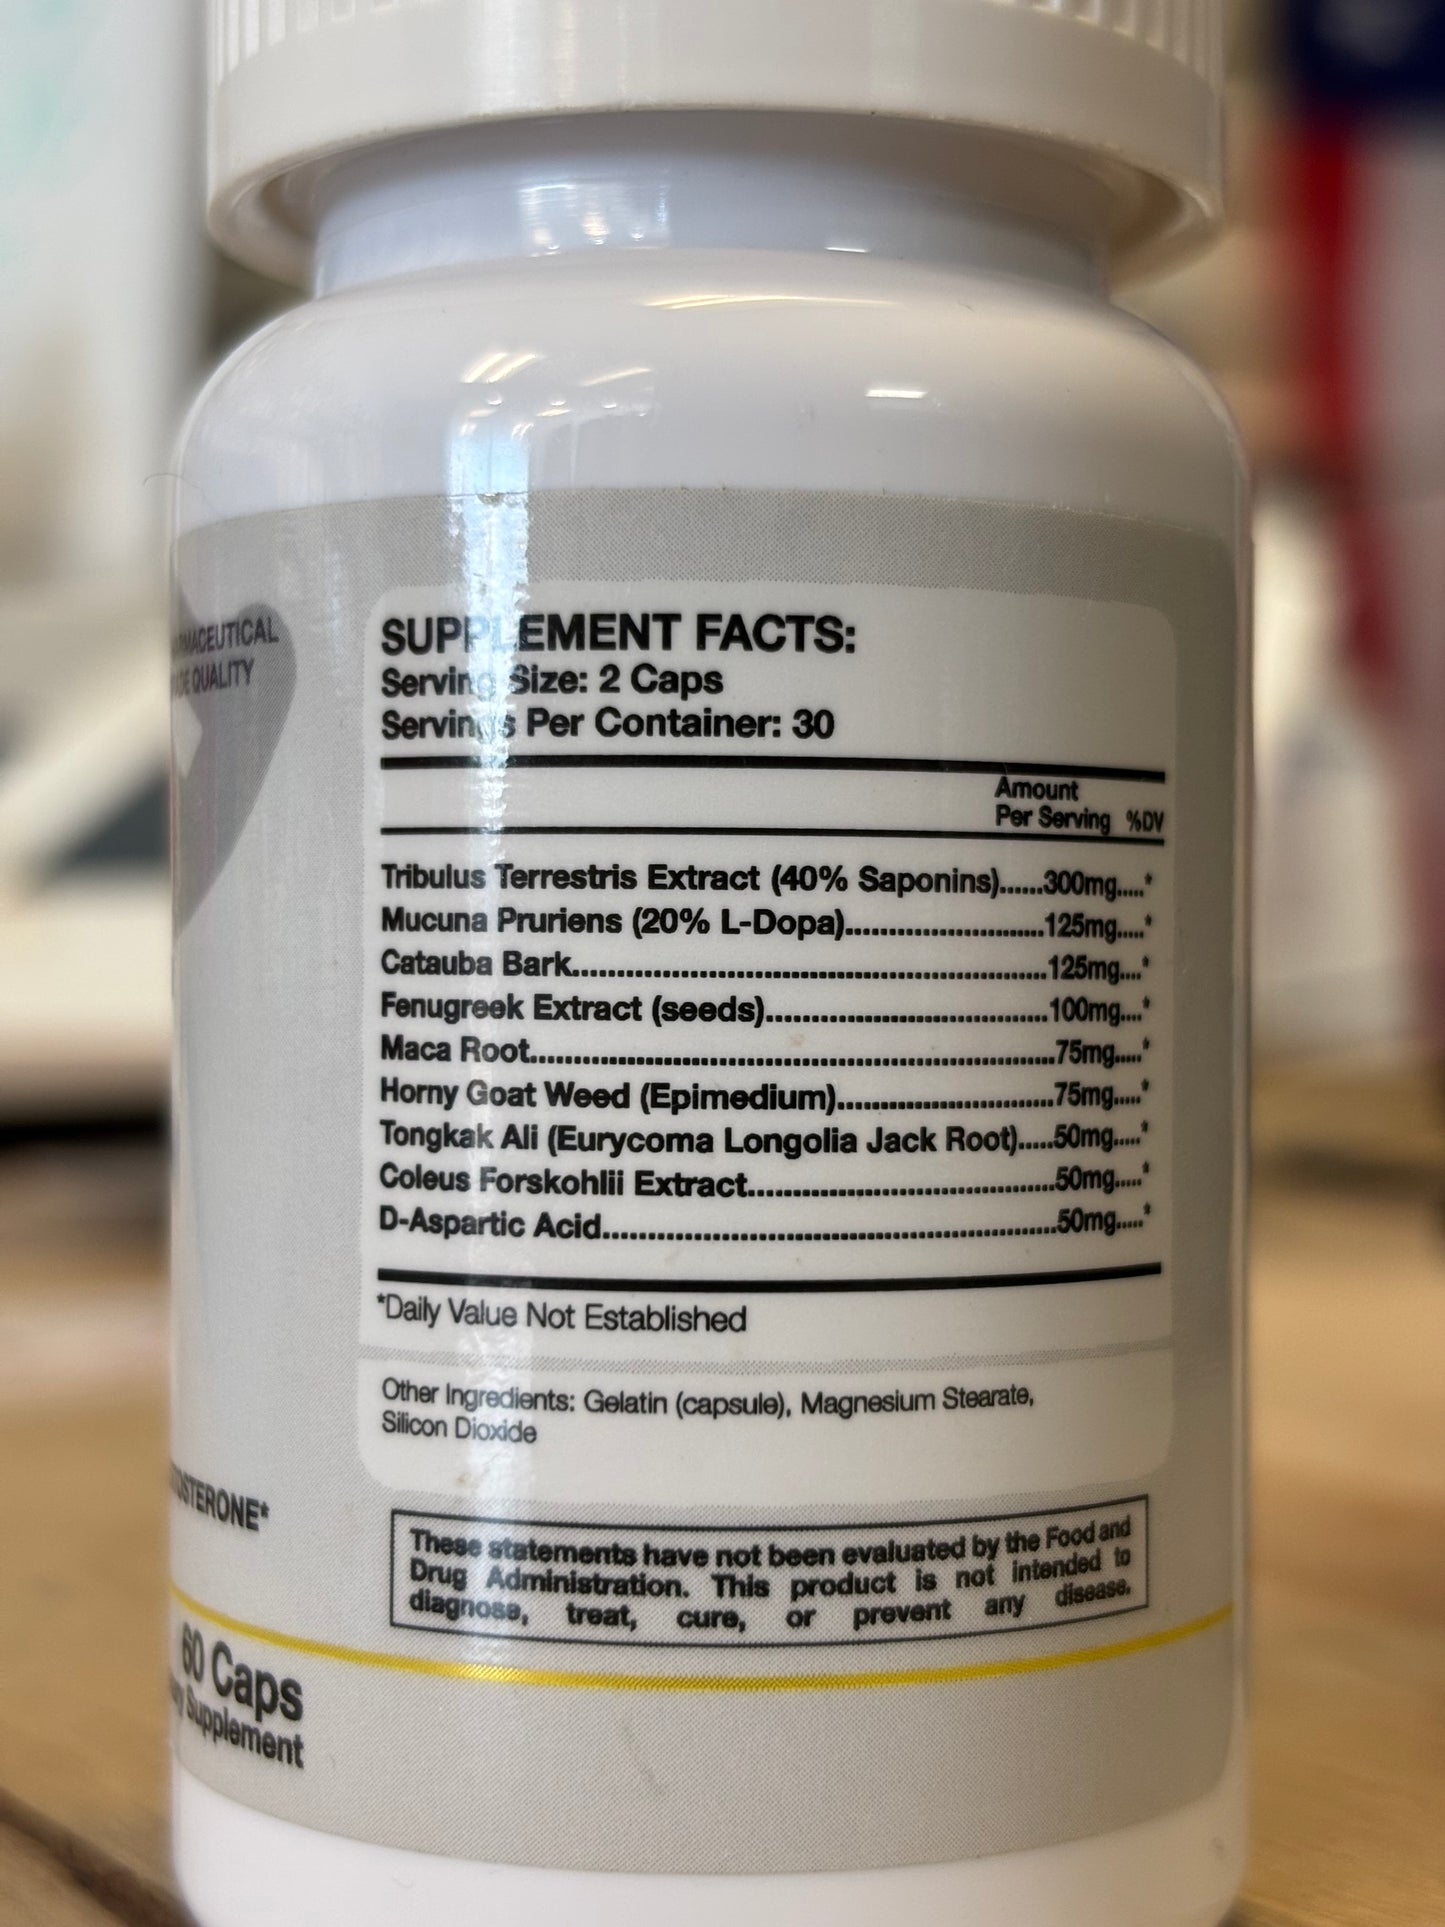 QUALITY
SUPPLEMENT FACTS:
Serving Size: 2 Caps
Servings Per Container: 30
Amount
Per Serving %DV
Tribulus Terrestris Extract (40% Saponins)......300mg.....*
Mucuna Pruriens (20% L-Dopa).......................125mg.....*
Catauba Bark.....................................................125mg....*
Fenugreek Extract (seeds)................................100mg....*
Maca Root...........................................................75mg.....*
Horny Goat Weed (Epimedium).........................75mg.....*
Tongkak Ali (Eurycoma Longolia Jack Root).....50mg.....*
Coleus Forskohlii Extract...................................50mg.....*
D-Aspartic Acid...................................................50mg.....*
*Daily Value Not Established
Other Ingredients: Gelatin (capsule), Magnesium Stearate,
Silicon Dioxide
These statements have not been evaluated by the Food and
Drug Administration. This product is not intended to
diagnose, treat, cure, or prevent any disease.
60 Caps
Supplement